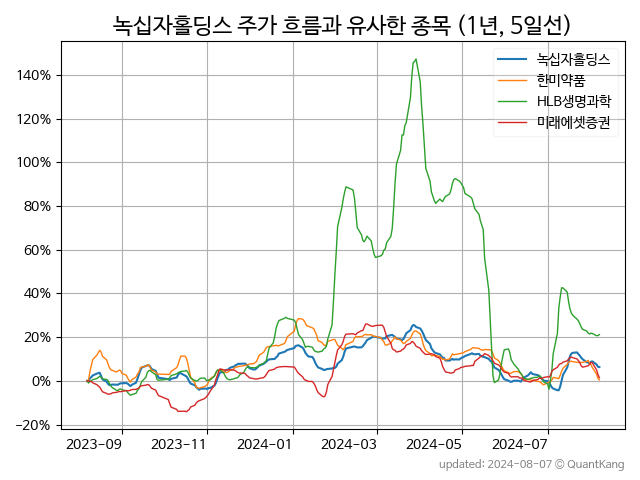 녹십자홀딩스 주가 흐름과 유사한 종목 (1년, 5일선)
녹십자홀딩스
한미약품
HLB생명과학
미래에셋증권
140%
120%
100%
80%
60%
40%
20%
0%
-20%
2023-09 2023-11 2024-01 2024-03 2024-05 2024-07
updated: 2024-08-07 © QuantKang